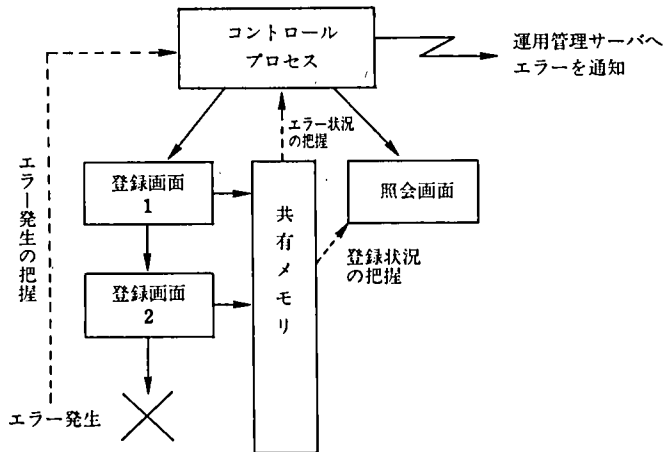 コントロール
プロセス
運用管理サーバへ
エラーを通知
エラー状況
の把握
エラー発生の把握
登録画面
1
共有メモリ
照会画面
登録状況
の把握
登録画面
2
エラー発生